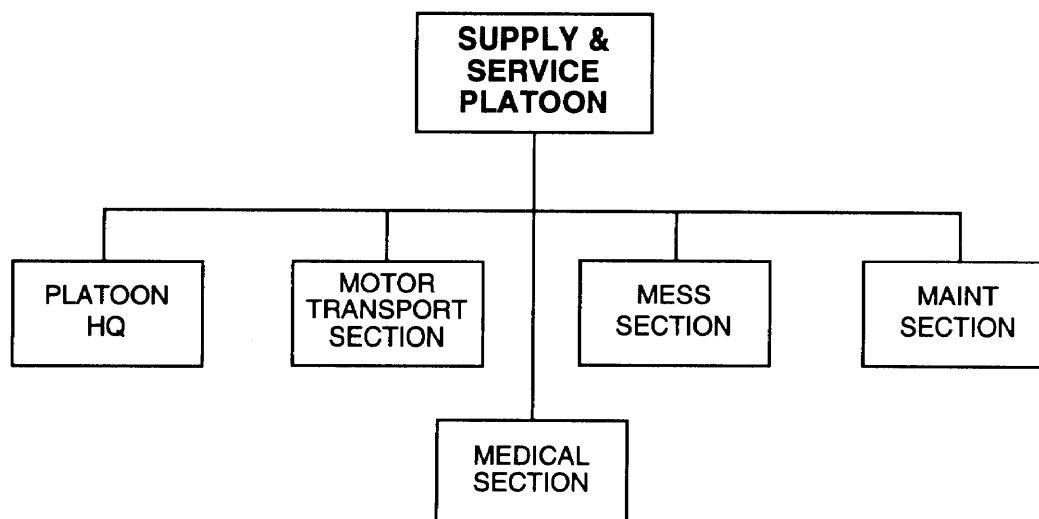 SUPPLY &
SERVICE
PLATOON
PLATOON
HQ
MOTOR
TRANSPORT
SECTION
MESS
SECTION
MAINT
SECTION
MEDICAL
SECTION